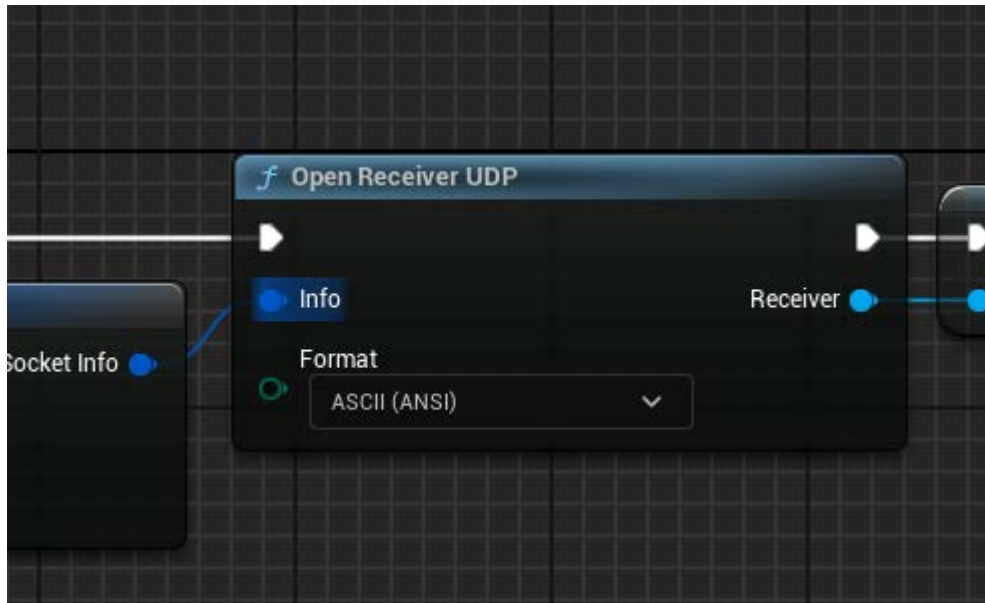 Open Receiver UDP
Info
Receiver
Socket Info
Format
ASCII (ANSI)